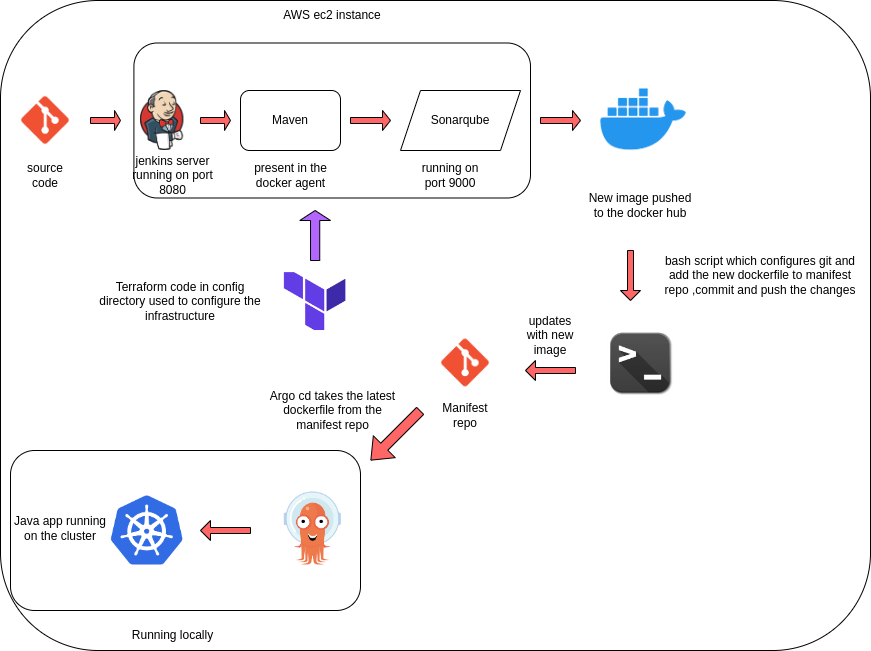 AWS ec2 instance
Maven
Sonarqube
source
code
jenkins server
running on port
8080
present in the
docker agent
running on
port 9000
New image pushed
to the docker hub
bash script which configures git and
add the new dockerfile to manifest
repo ,commit and push the changes
Terraform code in config
directory used to configure the
infrastructure
updates
with new
image
>_
Manifest
repo
Argo cd takes the latest
dockerfile from the
manifest repo
Java app running
on the cluster
Running locally